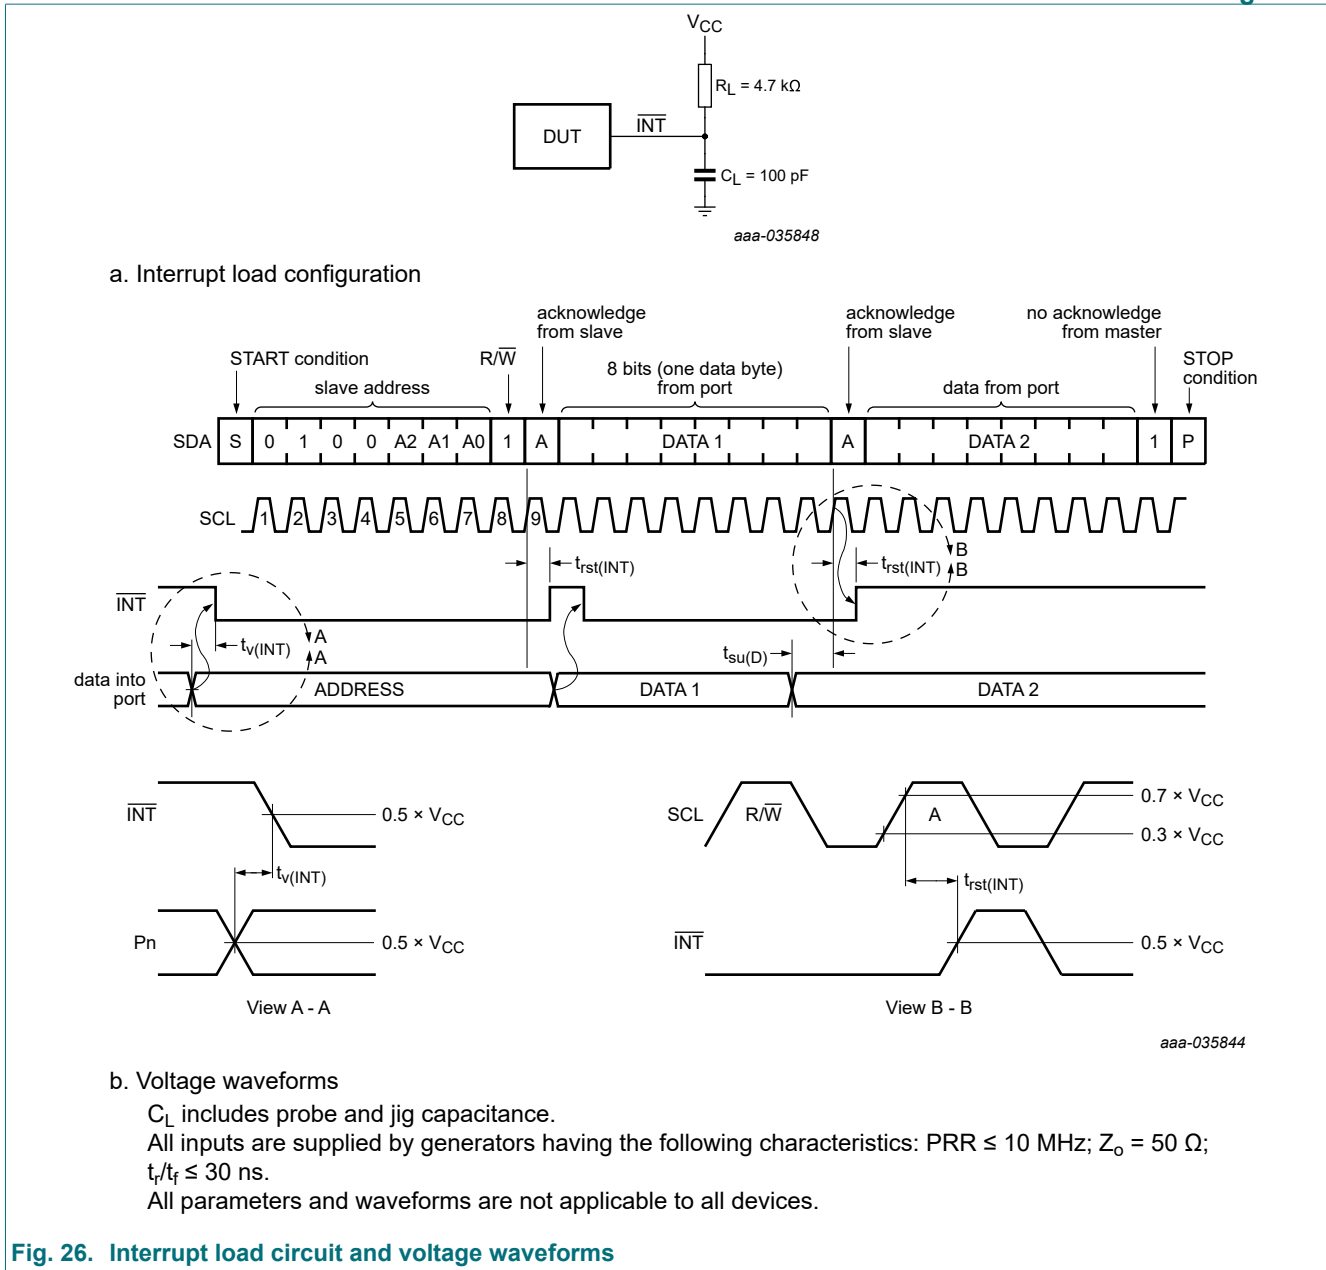 g
VCC
RL = 4.7 kΩ
DUT
INT
CL = 100 pF
aaa-035848
a. Interrupt load configuration
acknowledge
from slave
acknowledge
from slave
no acknowledge
from master
START condition
R/W
8 bits (one data byte)
from port
STOP
condition
slave address
data from port
SDA
S 0 1 0 0 A2 A1 A0 1 A DATA 1 A DATA 2 1 P
SCL
1 2 3 4 5 6 7 8 9
B
B
trst(INT)
trst(INT)
INT
A
A
tv(INT)
tsu(D)
data into
port
ADDRESS
DATA 1
DATA 2
INT
0.5 × VCC
tv(INT)
Pn
0.5 × VCC
View A - A
SCL
R/W
A
0.7 × VCC
0.3 × VCC
trst(INT)
INT
0.5 × VCC
View B - B
aaa-035844
b. Voltage waveforms
CL includes probe and jig capacitance.
All inputs are supplied by generators having the following characteristics: PRR ≤ 10 MHz; Zo = 50 Ω;
tr/tf ≤ 30 ns.
All parameters and waveforms are not applicable to all devices.
Fig. 26. Interrupt load circuit and voltage waveforms